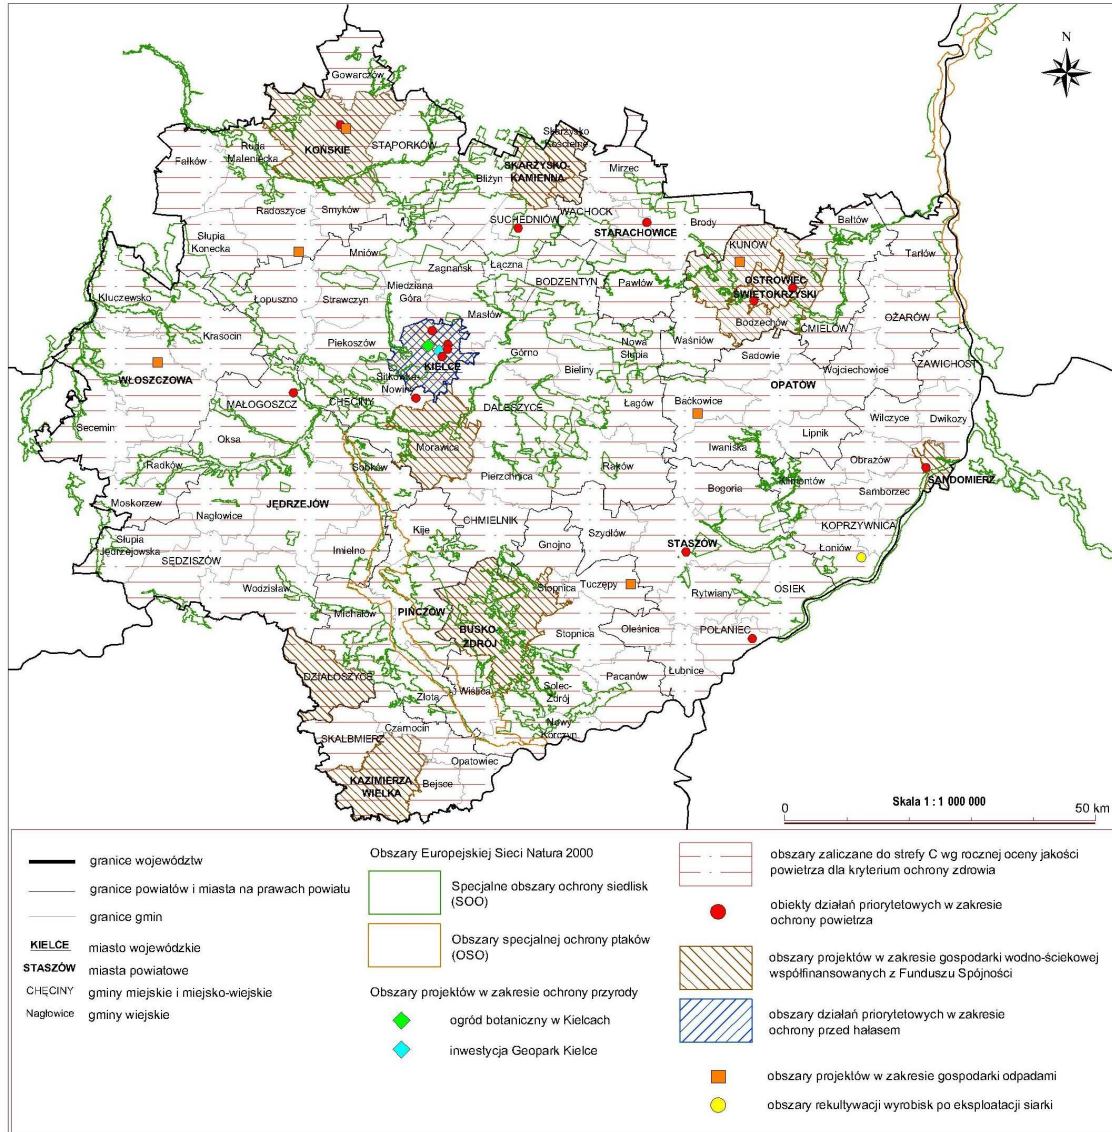 N
Gowarczów
Skarżysko
Kościelne
KOŃSKIE
STĄPORKÓW
Ruda
Maleniecka
Fałków
SKARŻYSKO-
KAMIENNA
Mirzec
Bliżyn
Radoszyce
Smyków
SUCHEDNIÓW
WĄCHOCK
STARACHOWICE
Brody
Bałtów
Słupia
Konecka
Mniów
KUNÓW
Tarłów
Zagnańsk
Łączna
BODZENTYN
Pawłów
OSTROWIEC
ŚWIĘTOKRZYSKI
Miedziana
Góra
Kluczewsko
Łopuszno
Strawczyn
Masłów
Bodzechów
ĆMIELÓW
OŻARÓW
Krasocin
Piekoszów
Nowa
Słupia
Waśniów
Sadowie
Górno
Wojciechowice
ZAWICHOST
KIELCE
Bieliny
WŁOSZCZOWA
Sitkówka-
Nowiny
OPATÓW
Baćkowice
MAŁOGOSZCZ
CHĘCINY
DALESZYCE
Łagów
Wilczyce
Dwikozy
Secemin
Oksa
Morawica
Lipnik
Iwaniska
Obrazów
Radków
Sobków
Pierzchnica
Raków
SANDOMIERZ
Klimontów
Bogoria
Samborzec
Moskorzew
JĘDRZEJÓW
Nagłowice
Kije
CHMIELNIK
Szydłów
KOPRZYWNICA
Słupia
Jędrzejowska
Imielno
Gnojno
STASZÓW
Łoniów
SĘDZISZÓW
Wodzisław
Stopnica
Tuczępy
Rytwiany
OSIEK
Michałów
PIŃCZÓW
BUSKO-
ZDRÓJ
Stopnica
Oleśnica
POŁANIEC
DZIAŁOSZYCE
Pacanów
Łubnice
Złota
Wiślica
Solec-
Zdrój
Czarnocin
Nowy
Korczyn
SKALBMIERZ
Opatowiec
KAZIMIERZA
WIELKA
Bejsce
Skala 1 : 1 000 000
0
50 km
granice województw
granice powiatów i miasta na prawach powiatu
granice gmin
KIELCE miasto wojewódzkie
STASZÓW miasta powiatowe
CHĘCINY gminy miejskie i miejsko-wiejskie
Nagłowice gminy wiejskie
Obszary Europejskiej Sieci Natura 2000
Specjalne obszary ochrony siedlisk
(SOO)
Obszary specjalnej ochrony ptaków
(OSO)
Obszary projektów w zakresie ochrony przyrody
ogród botaniczny w Kielcach
inwestycja Geopark Kielce
obszary zaliczane do strefy C wg rocznej oceny jakości
powietrza dla kryterium ochrony zdrowia
obiekty działań priorytetowych w zakresie
ochrony powietrza
obszary projektów w zakresie gospodarki wodno-ściekowej
współfinansowanych z Funduszu Spójności
obszary działań priorytetowych w zakresie
ochrony przed hałasem
obszary projektów w zakresie gospodarki odpadami
obszary rekultywacji wyrobisk po eksploatacji siarki